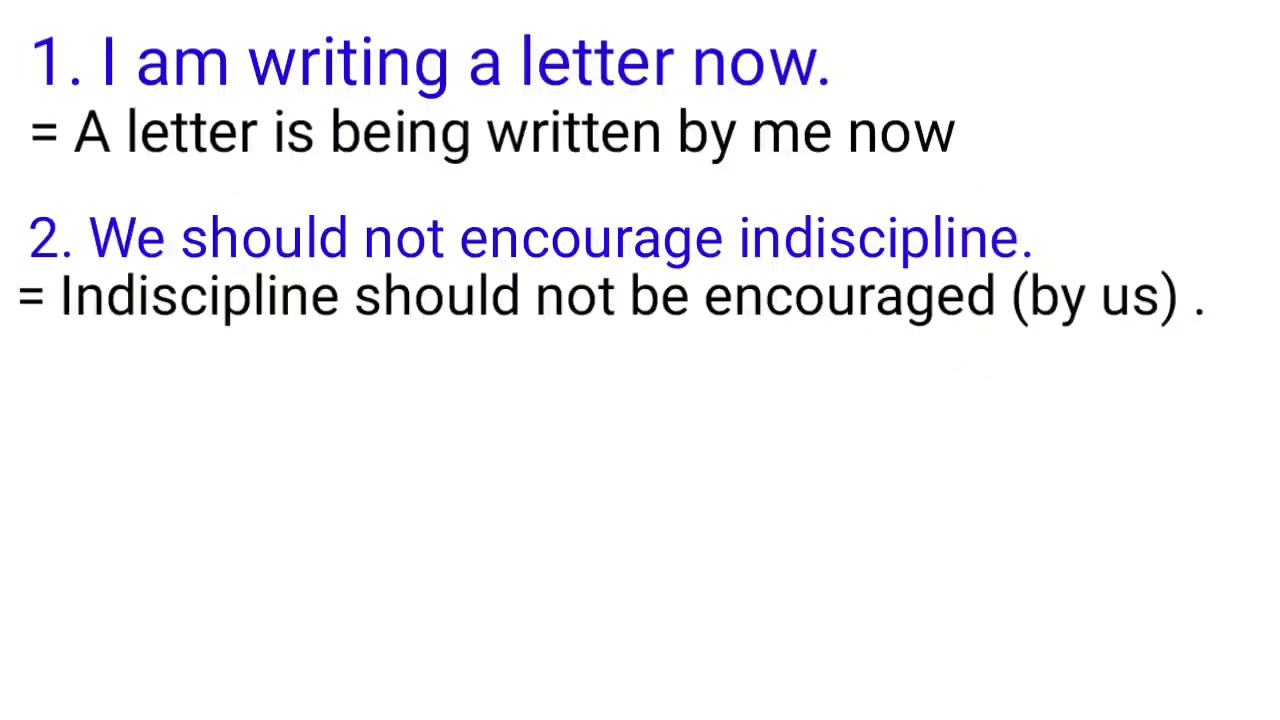 1. I am writing a letter now.
= A letter is being written by me now
2. We should not encourage indiscipline.
= Indiscipline should not be encouraged (by us) .